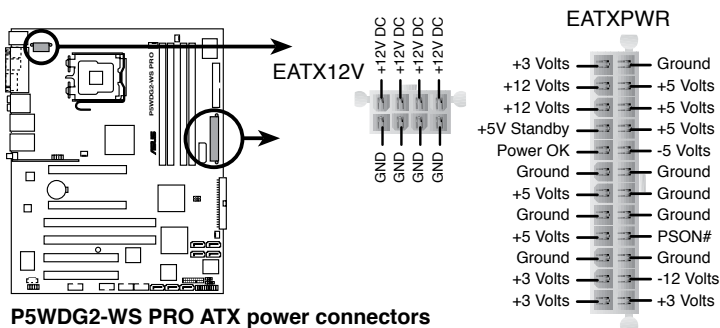 EATXPWR
EATX12V
+12V DC
+12V DC
+12V DC
+12V DC
GND
GND
GND
GND
P5WDG2-WS PRO
ASUS
+3 Volts Ground
+12 Volts +5 Volts
+12 Volts +5 Volts
+5V Standby +5 Volts
Power OK -5 Volts
Ground Ground
+5 Volts Ground
Ground Ground
+5 Volts PSON#
Ground Ground
+3 Volts -12 Volts
+3 Volts +3 Volts
P5WDG2-WS PRO ATX power connectors